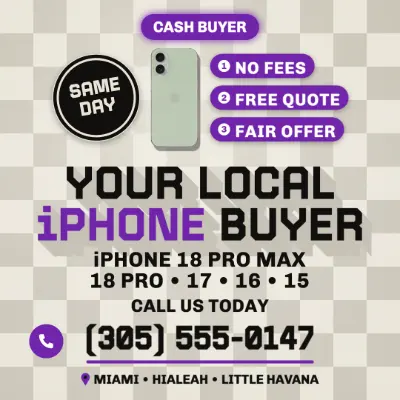 CASH BUYER
SAME
DAY
1 NO FEES
2 FREE QUOTE
3 FAIR OFFER
YOUR LOCAL
iPHONE BUYER
iPHONE 18 PRO MAX
18 PRO • 17 • 16 • 15
CALL US TODAY
(305) 555-0147
MIAMI • HIALEAH • LITTLE HAVANA